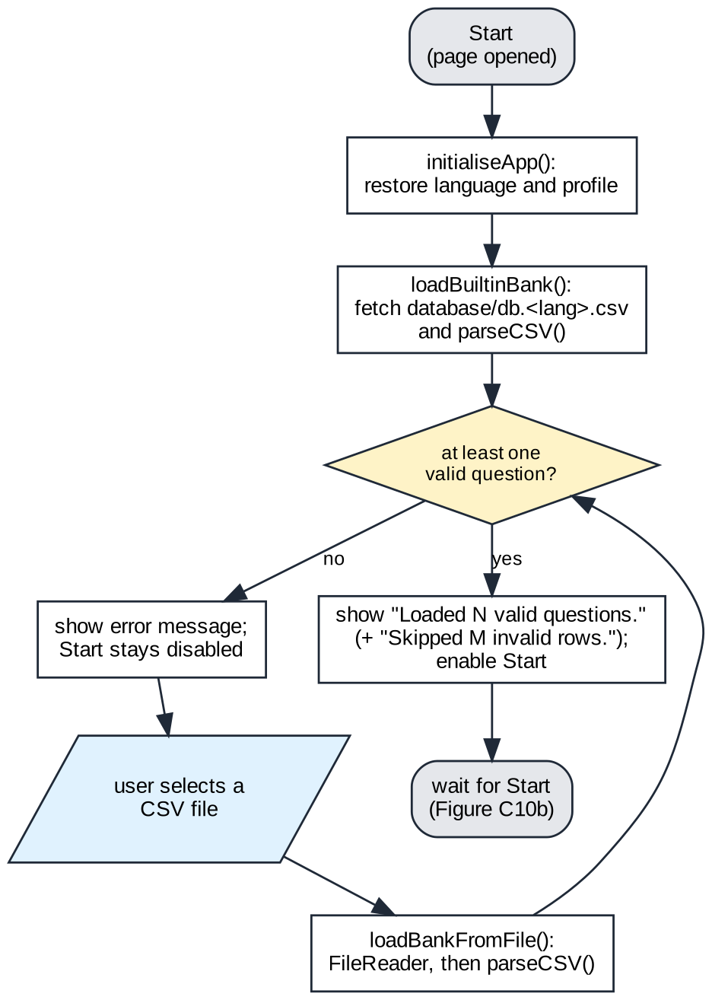 Start
(page opened)
initialiseApp():
restore language and profile
loadBuiltinBank():
fetch database/db.<lang>.csv
and parseCSV()
at least one
valid question?
no
yes
show error message;
Start stays disabled
show "Loaded N valid questions."
(+ "Skipped M invalid rows.");
enable Start
user selects a
CSV file
wait for Start
(Figure C10b)
loadBankFromFile():
FileReader, then parseCSV()